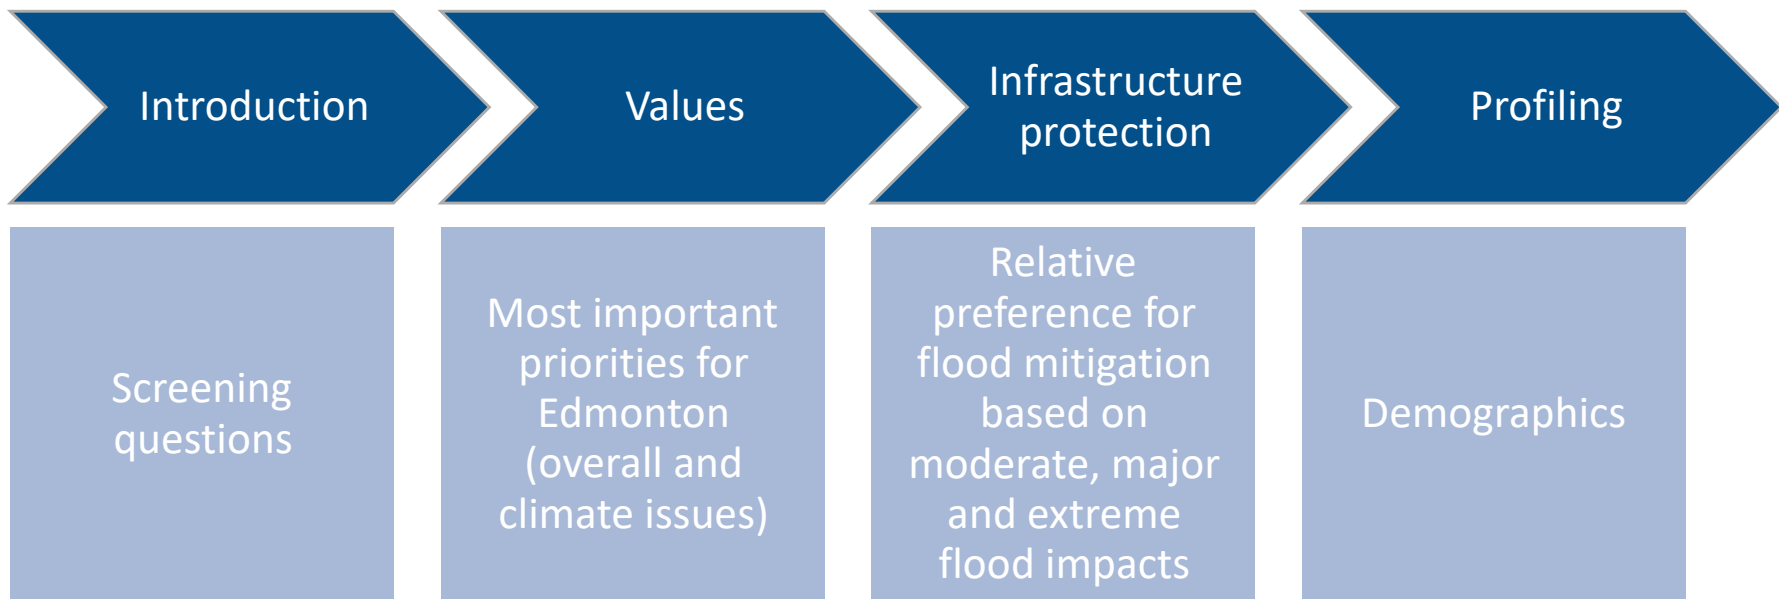 Introduction
Values
Infrastructure
protection
Profiling
Screening
questions
Most important
priorities for
Edmonton
(overall and
climate issues)
Relative
preference for
flood mitigation
based on
moderate, major
and extreme
flood impacts
Demographics